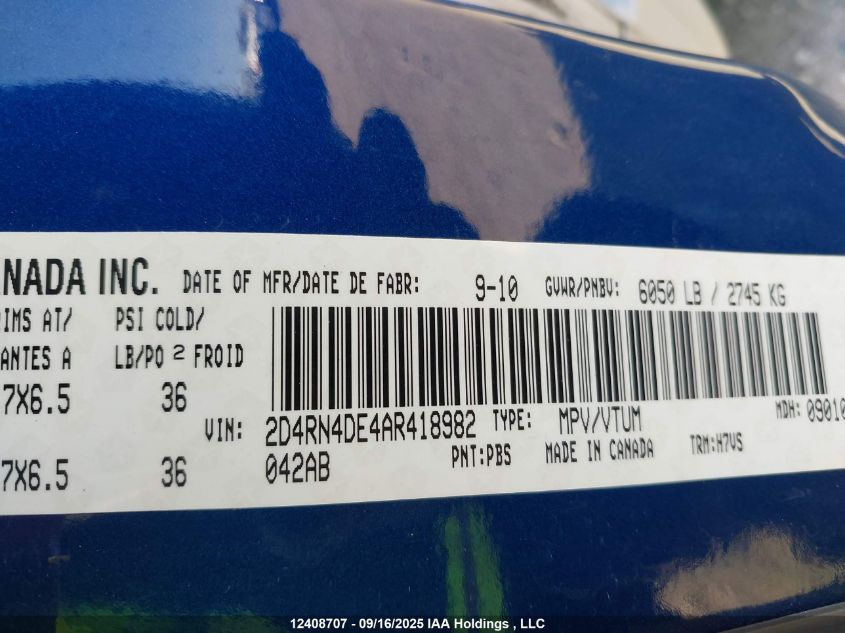 ANADA INC. DATE OF MFR/DATE DE FABR: 9-10 GVWR/PNBV: 6050 LB / 2745 KG
IMS AT/ PSI COLD/
ANTES A LB/PO 2 FROID
7X6.5 36
VIN: 2D4RN4DE4AR418982 TYPE: MPV/VTUM MDH: 09010
7X6.5 36 042AB PNT:PBS MADE IN CANADA TRM:H7VS
12408707 - 09/16/2025 IAA Holdings , LLC